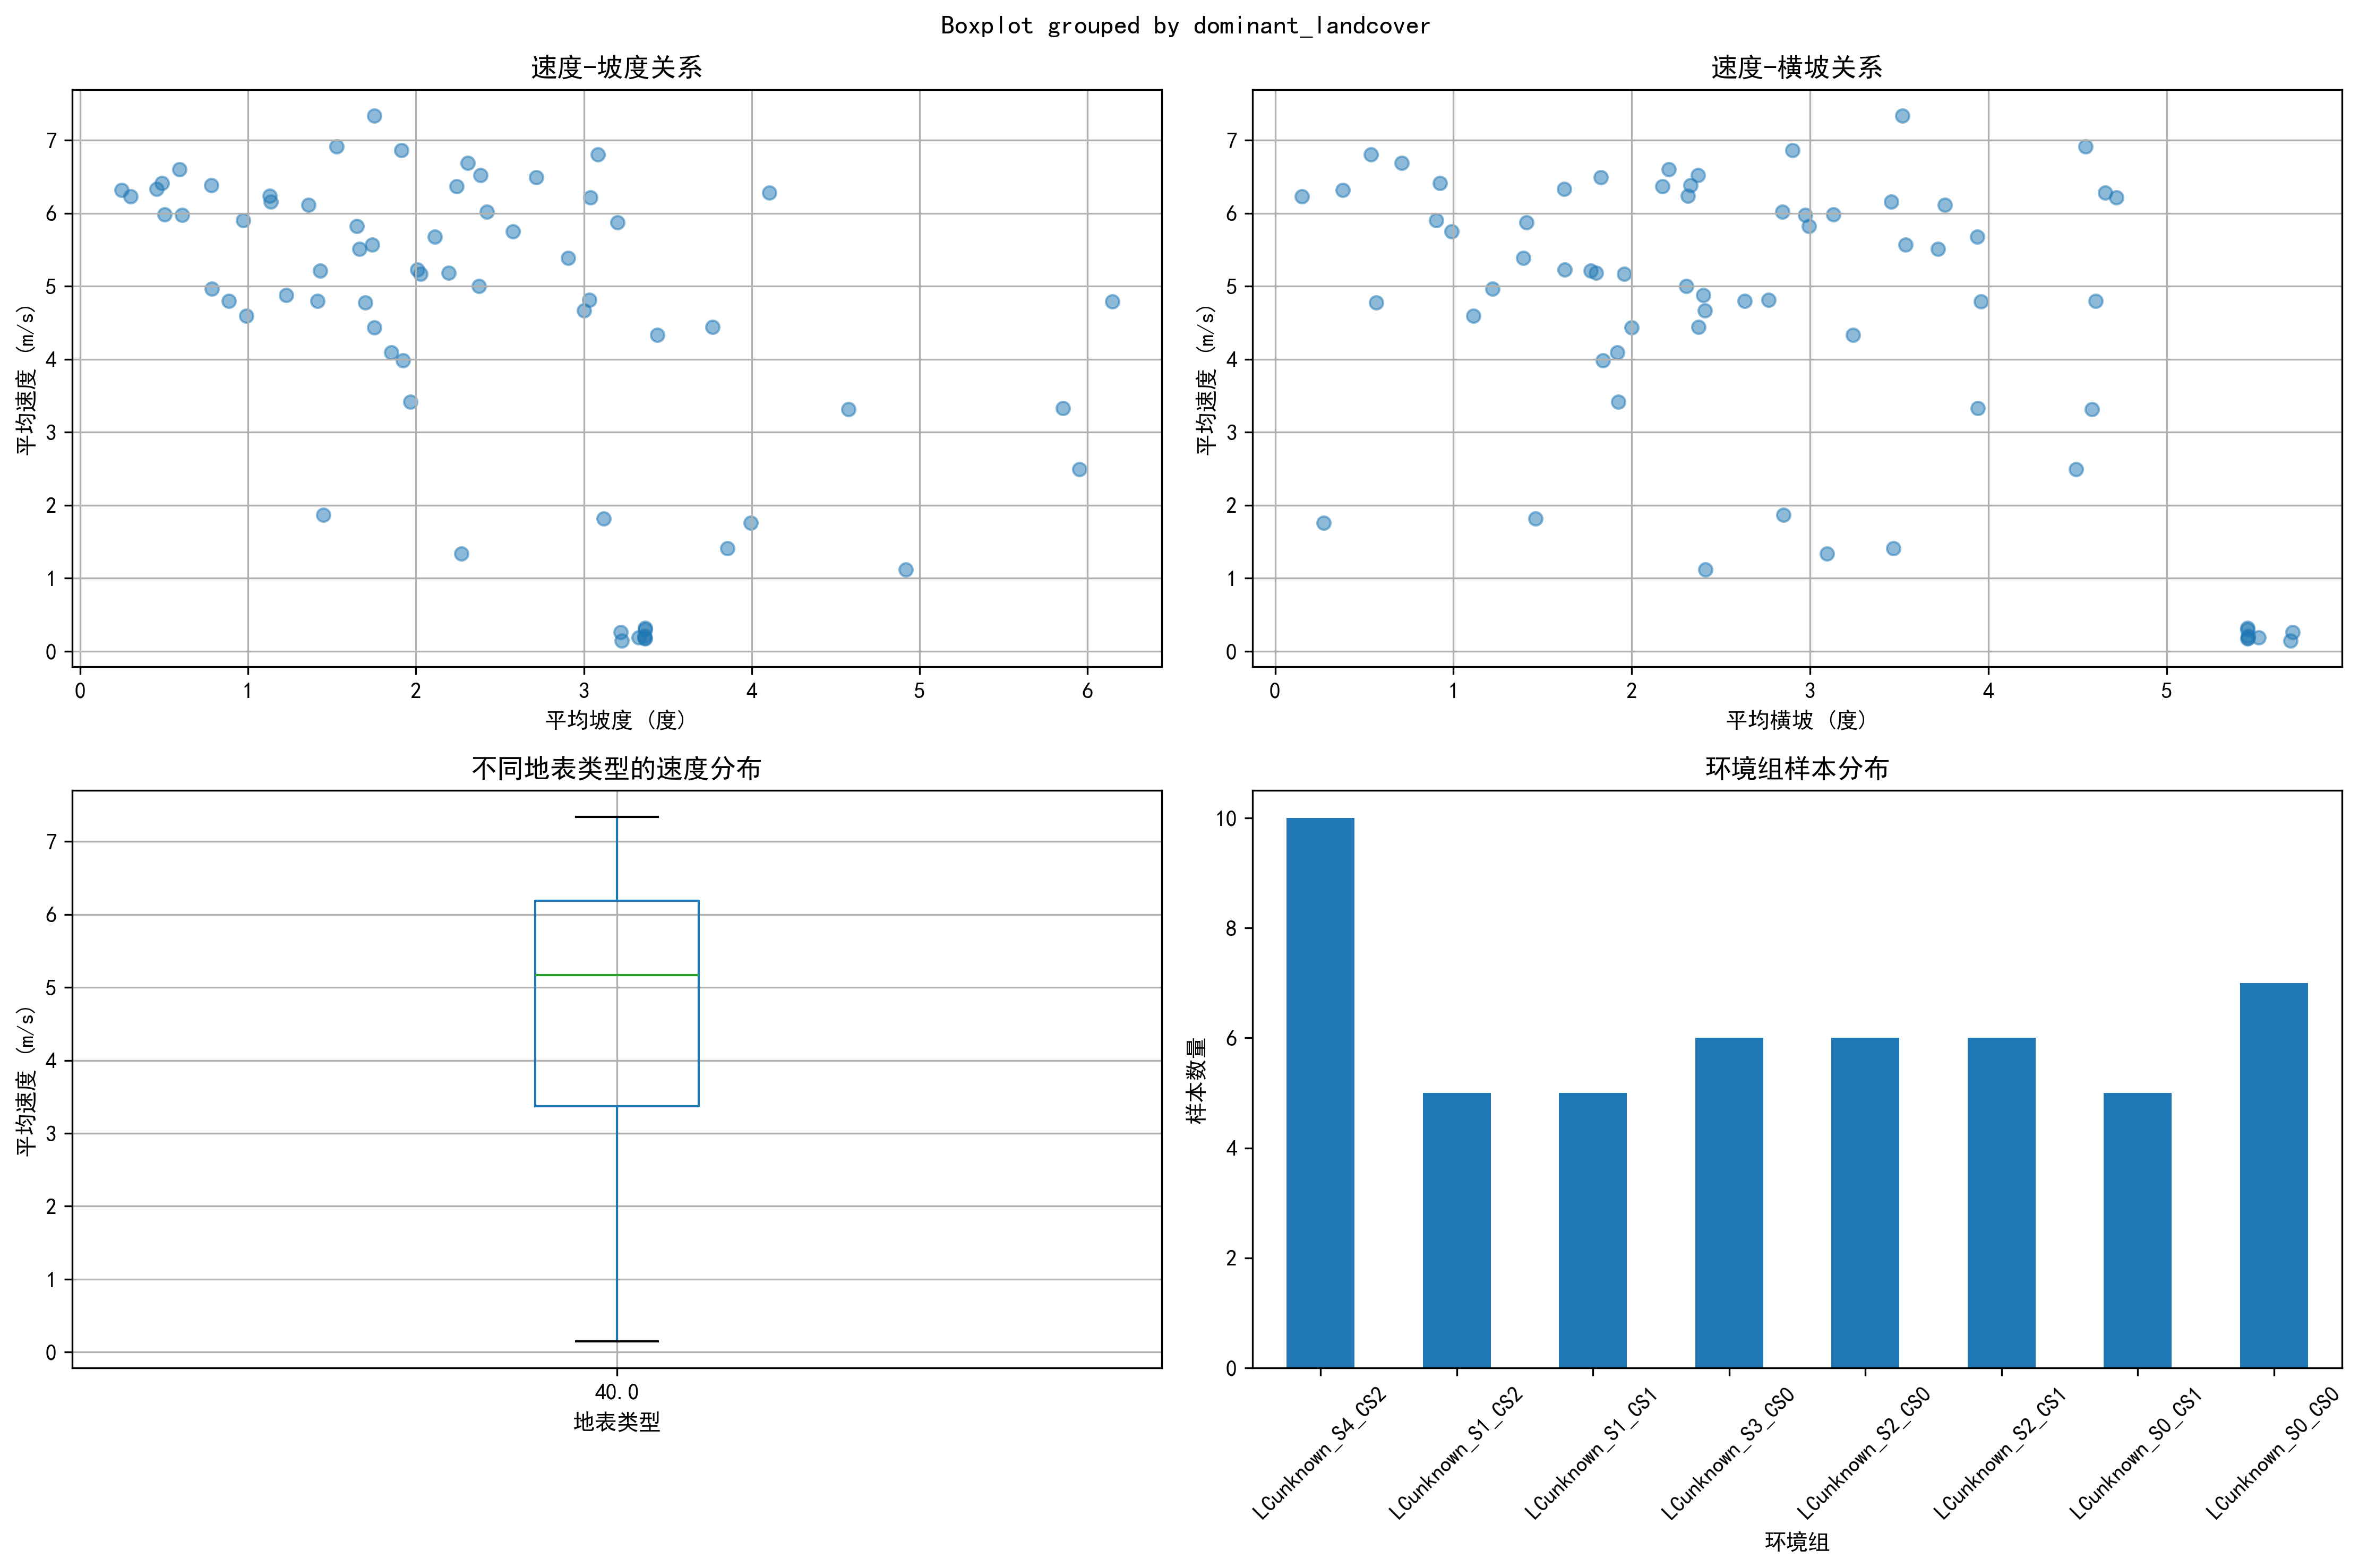 Boxplot grouped by dominant_landcover
速度-坡度关系
平均速度 (m/s)
7
6
5
4
3
2
1
0
0 1 2 3 4 5 6
平均坡度 (度)
速度-横坡关系
平均速度 (m/s)
7
6
5
4
3
2
1
0
0 1 2 3 4 5
平均横坡 (度)
不同地表类型的速度分布
平均速度 (m/s)
7
6
5
4
3
2
1
0
40.0
地表类型
环境组样本分布
样本数量
10
8
6
4
2
0
LCunknown_S4_CS2
LCunknown_S1_CS2
LCunknown_S1_CS1
LCunknown_S3_CS0
LCunknown_S2_CS0
LCunknown_S2_CS1
LCunknown_S0_CS1
LCunknown_S0_CS0
环境组